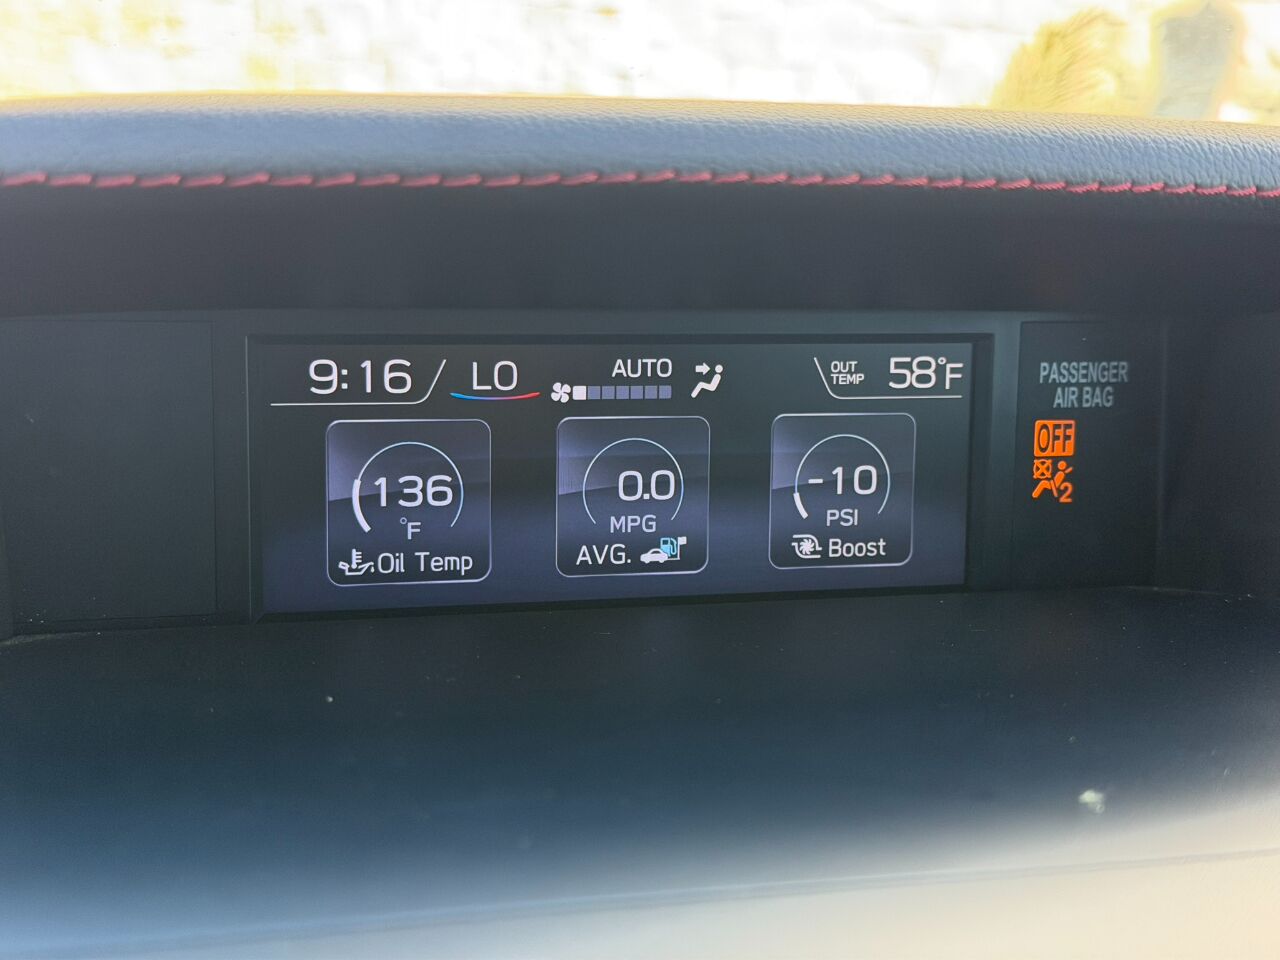 9:16 LO AUTO OUT TEMP 58°F
136
°F
Oil Temp
0.0
MPG
AVG.
-10
PSI
Boost
PASSENGER
AIR BAG
OFF
2